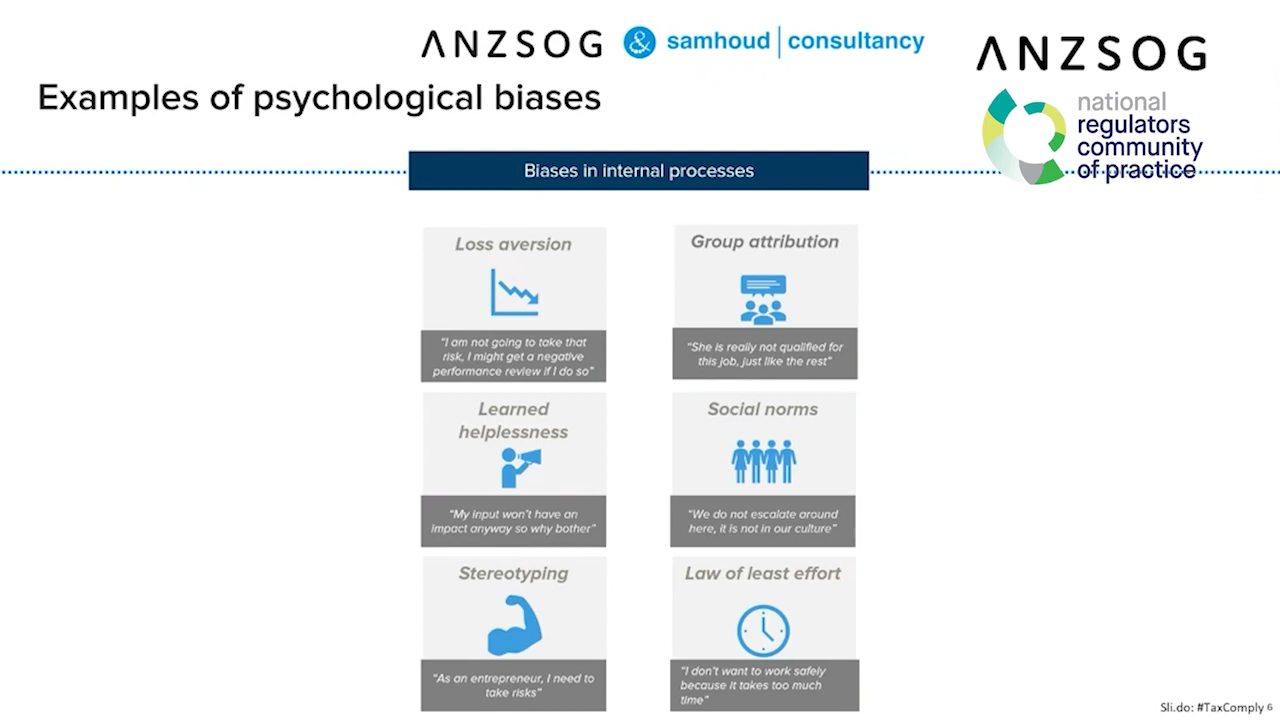 ANZSOG & samhoud | consultancy
ANZSOG
national
regulators
community
of practice
Examples of psychological biases
Biases in internal processes
Loss aversion
"I am not going to take that
risk, I might get a negative
performance review if I do so"
Group attribution
"She is really not qualified for
this job, just like the rest"
Learned
helplessness
"My input won't have an
impact anyway so why bother"
Social norms
"We do not escalate around
here, it is not in our culture"
Stereotyping
"As an entrepreneur, I need to
take risks"
Law of least effort
"I don't want to work safely
because it takes too much
time"
Sli.do: #TaxComply 6